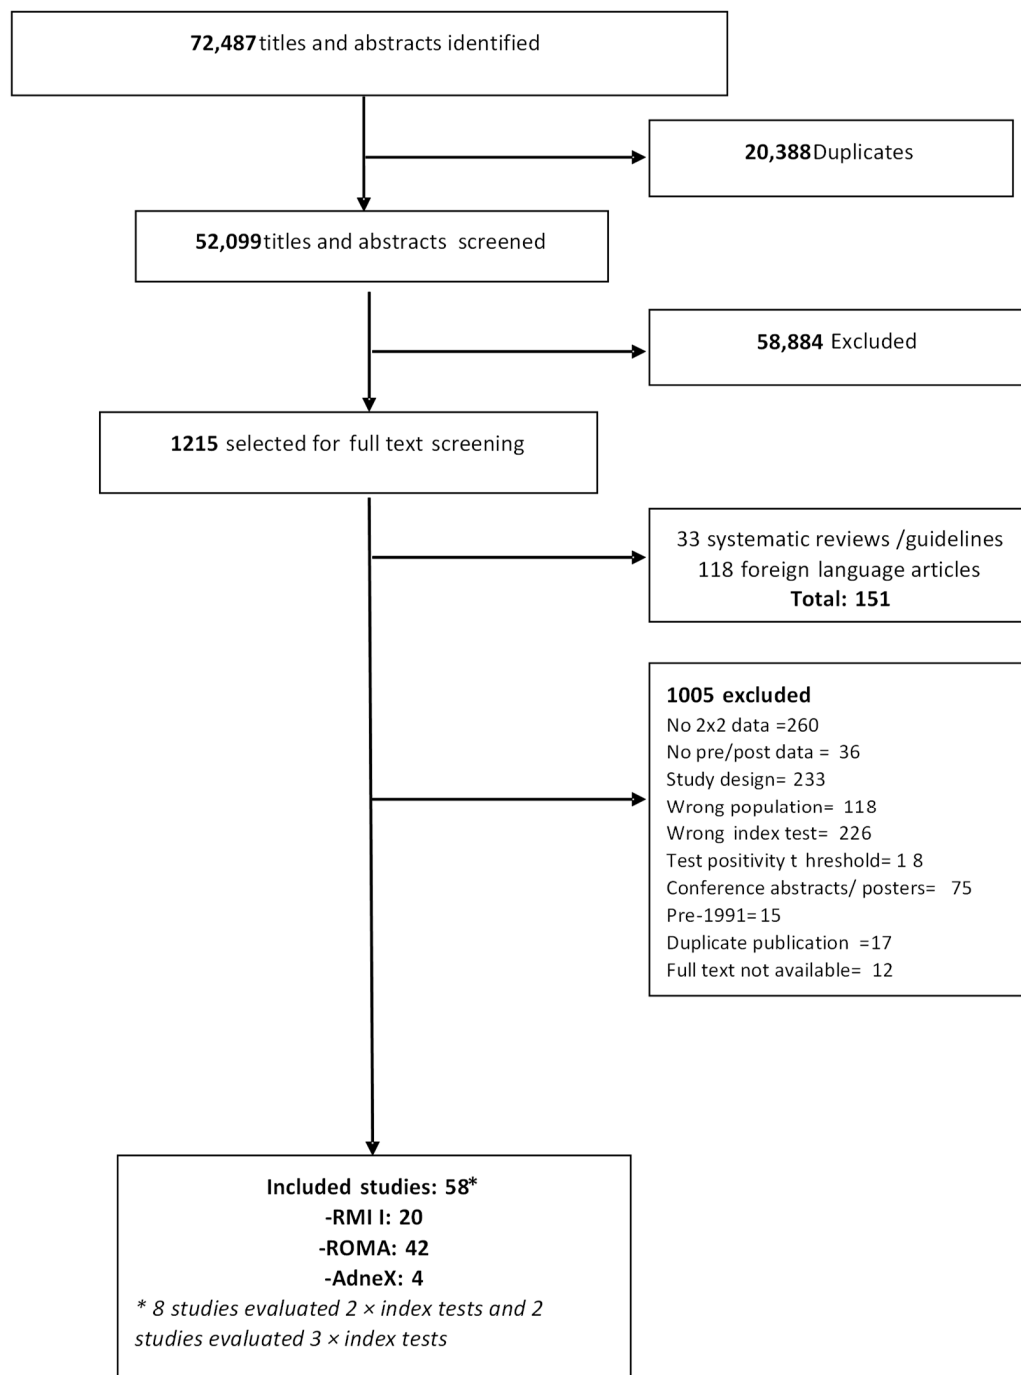 72,487 titles and abstracts identified
20,388 Duplicates
52,099 titles and abstracts screened
58,884 Excluded
1215 selected for full text screening
33 systematic reviews /guidelines
118 foreign language articles
Total: 151
1005 excluded
No 2x2 data =260
No pre/post data = 36
Study design= 233
Wrong population= 118
Wrong index test= 226
Test positivity t hreshold= 1 8
Conference abstracts/ posters= 75
Pre-1991= 15
Duplicate publication =17
Full text not available= 12
Included studies: 58*
-RMI I: 20
-ROMA: 42
-AdneX: 4
* 8 studies evaluated 2 × index tests and 2
studies evaluated 3 × index tests